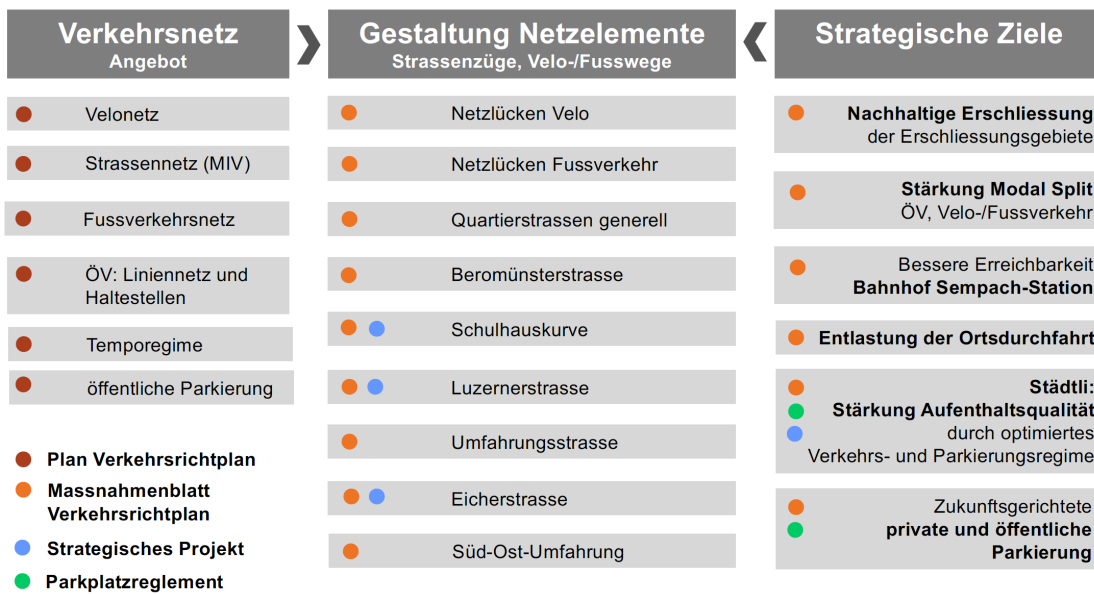 Verkehrsnetz
Angebot
Velonetz
Strassennetz (MIV)
Fussverkehrsnetz
ÖV: Liniennetz und
Haltestellen
Temporegime
öffentliche Parkierung
Plan Verkehrsrichtplan
Massnahmenblatt
Verkehrsrichtplan
Strategisches Projekt
Parkplatzreglement
Gestaltung Netzelemente
Strassenzüge, Velo-/Fusswege
Netzlücken Velo
Netzlücken Fussverkehr
Quartierstrassen generell
Beromünsterstrasse
Schulhauskurve
Luzernerstrasse
Umfahrungsstrasse
Eicherstrasse
Süd-Ost-Umfahrung
Strategische Ziele
Nachhaltige Erschliessung
der Erschliessungsgebiete
Stärkung Modal Split
ÖV, Velo-/Fussverkehr
Bessere Erreichbarkeit
Bahnhof Sempach-Station
Entlastung der Ortsdurchfahrt
Städtli:
Stärkung Aufenthaltsqualität
durch optimiertes
Verkehrs- und Parkierungsregime
Zukunftsgerichtete
private und öffentliche
Parkierung